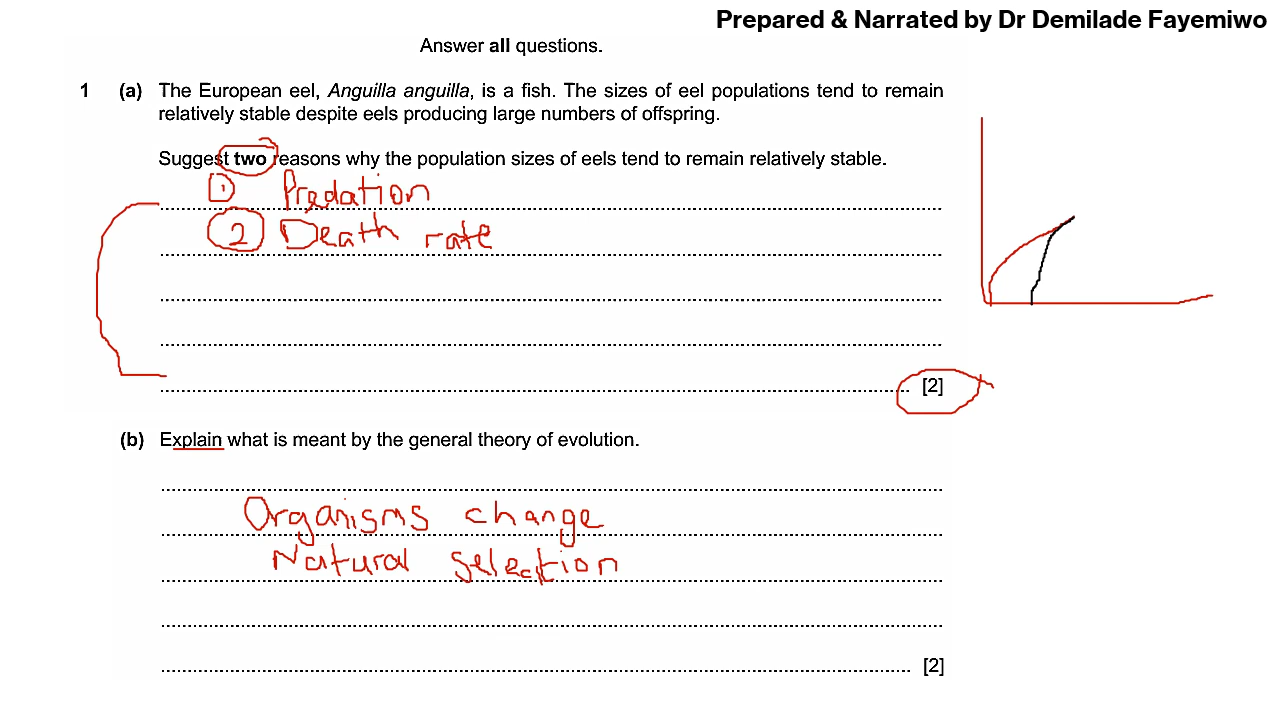 Prepared & Narrated by Dr Demilade Fayemiwo
Answer all questions.
1 (a) The European eel, Anguilla anguilla, is a fish. The sizes of eel populations tend to remain
relatively stable despite eels producing large numbers of offspring.
Suggest two reasons why the population sizes of eels tend to remain relatively stable.
1 Predation
2 Death rate
[2]
(b) Explain what is meant by the general theory of evolution.
Organisms change
Natural selection
[2]